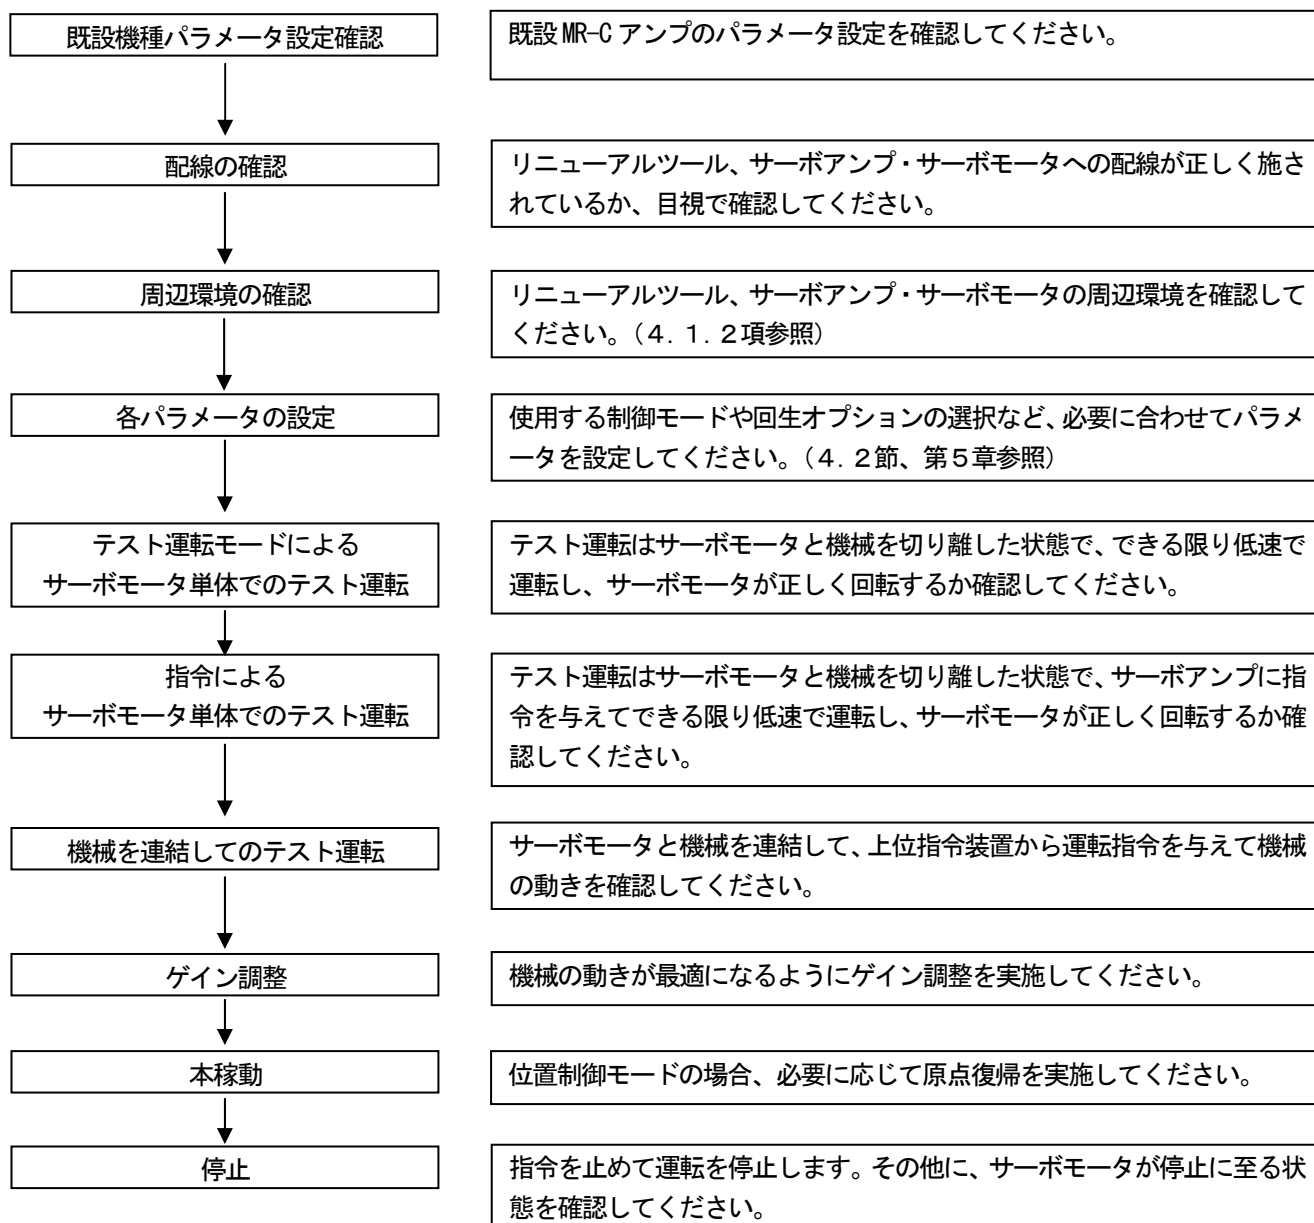 既設機種パラメータ設定確認
既設MR-Cアンプのパラメータ設定を確認してください。
配線の確認
リニューアルツール、サーボアンプ・サーボモータへの配線が正しく施さ
れているか、目視で確認してください。
周辺環境の確認
リニューアルツール、サーボアンプ・サーボモータの周辺環境を確認して
ください。（４．１．２項参照）
各パラメータの設定
使用する制御モードや回生オプションの選択など、必要に合わせてパラメ
ータを設定してください。（４．２節、第５章参照）
テスト運転モードによる
サーボモータ単体でのテスト運転
テスト運転はサーボモータと機械を切り離した状態で、できる限り低速で
運転し、サーボモータが正しく回転するか確認してください。
指令による
サーボモータ単体でのテスト運転
テスト運転はサーボモータと機械を切り離した状態で、サーボアンプに指
令を与えてできる限り低速で運転し、サーボモータが正しく回転するか確
認してください。
機械を連結してのテスト運転
サーボモータと機械を連結して、上位指令装置から運転指令を与えて機械
の動きを確認してください。
ゲイン調整
機械の動きが最適になるようにゲイン調整を実施してください。
本稼動
位置制御モードの場合、必要に応じて原点復帰を実施してください。
停止
指令を止めて運転を停止します。その他に、サーボモータが停止に至る状
態を確認してください。